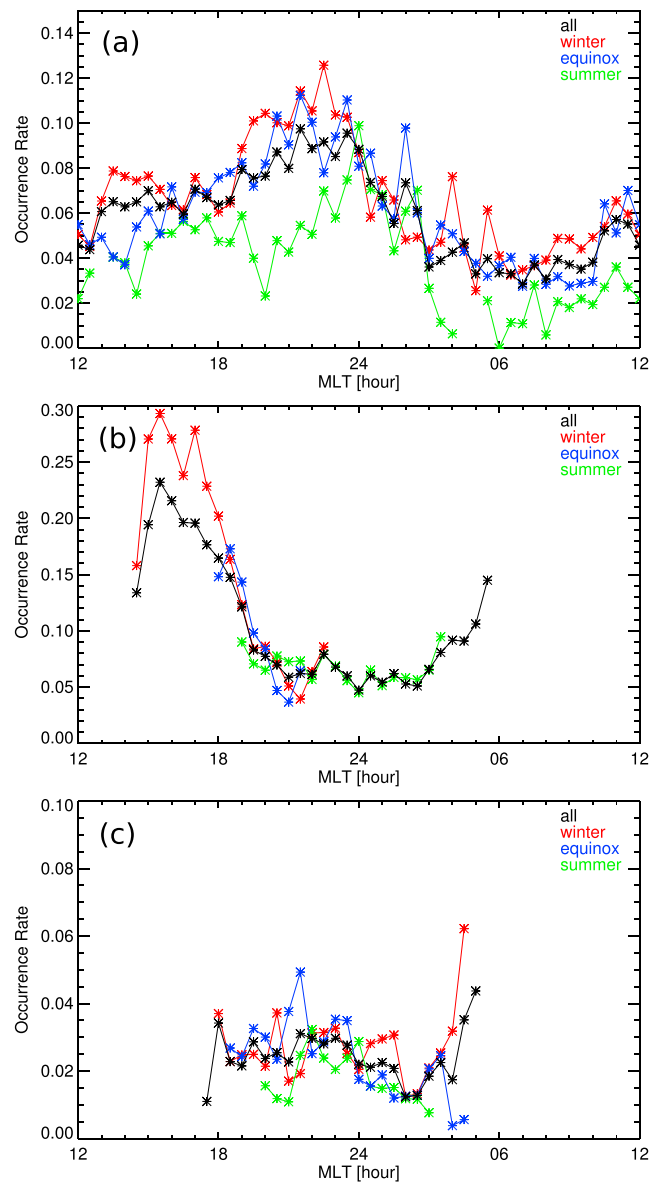 (a)
all
winter
equinox
summer
0.14
0.12
0.10
0.08
0.06
0.04
0.02
0.00
Occurrence Rate
12 18 24 06 12
MLT [hour]
(b)
all
winter
equinox
summer
0.30
0.25
0.20
0.15
0.10
0.05
0.00
Occurrence Rate
12 18 24 06 12
MLT [hour]
(c)
all
winter
equinox
summer
0.10
0.08
0.06
0.04
0.02
0.00
Occurrence Rate
12 18 24 06 12
MLT [hour]